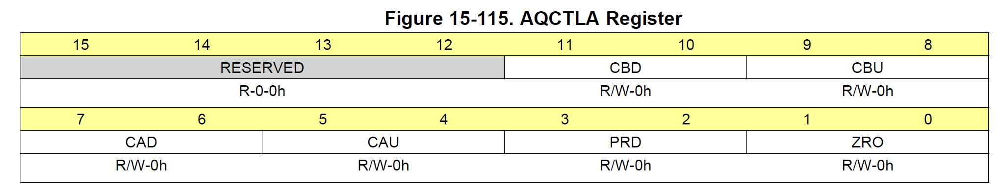 Figure 15-115. AQCTLA Register
15 14 13 12 11 10 9 8
RESERVED CBD CBU
R-0-0h R/W-0h R/W-0h
7 6 5 4 3 2 1 0
CAD CAU PRD ZRO
R/W-0h R/W-0h R/W-0h R/W-0h